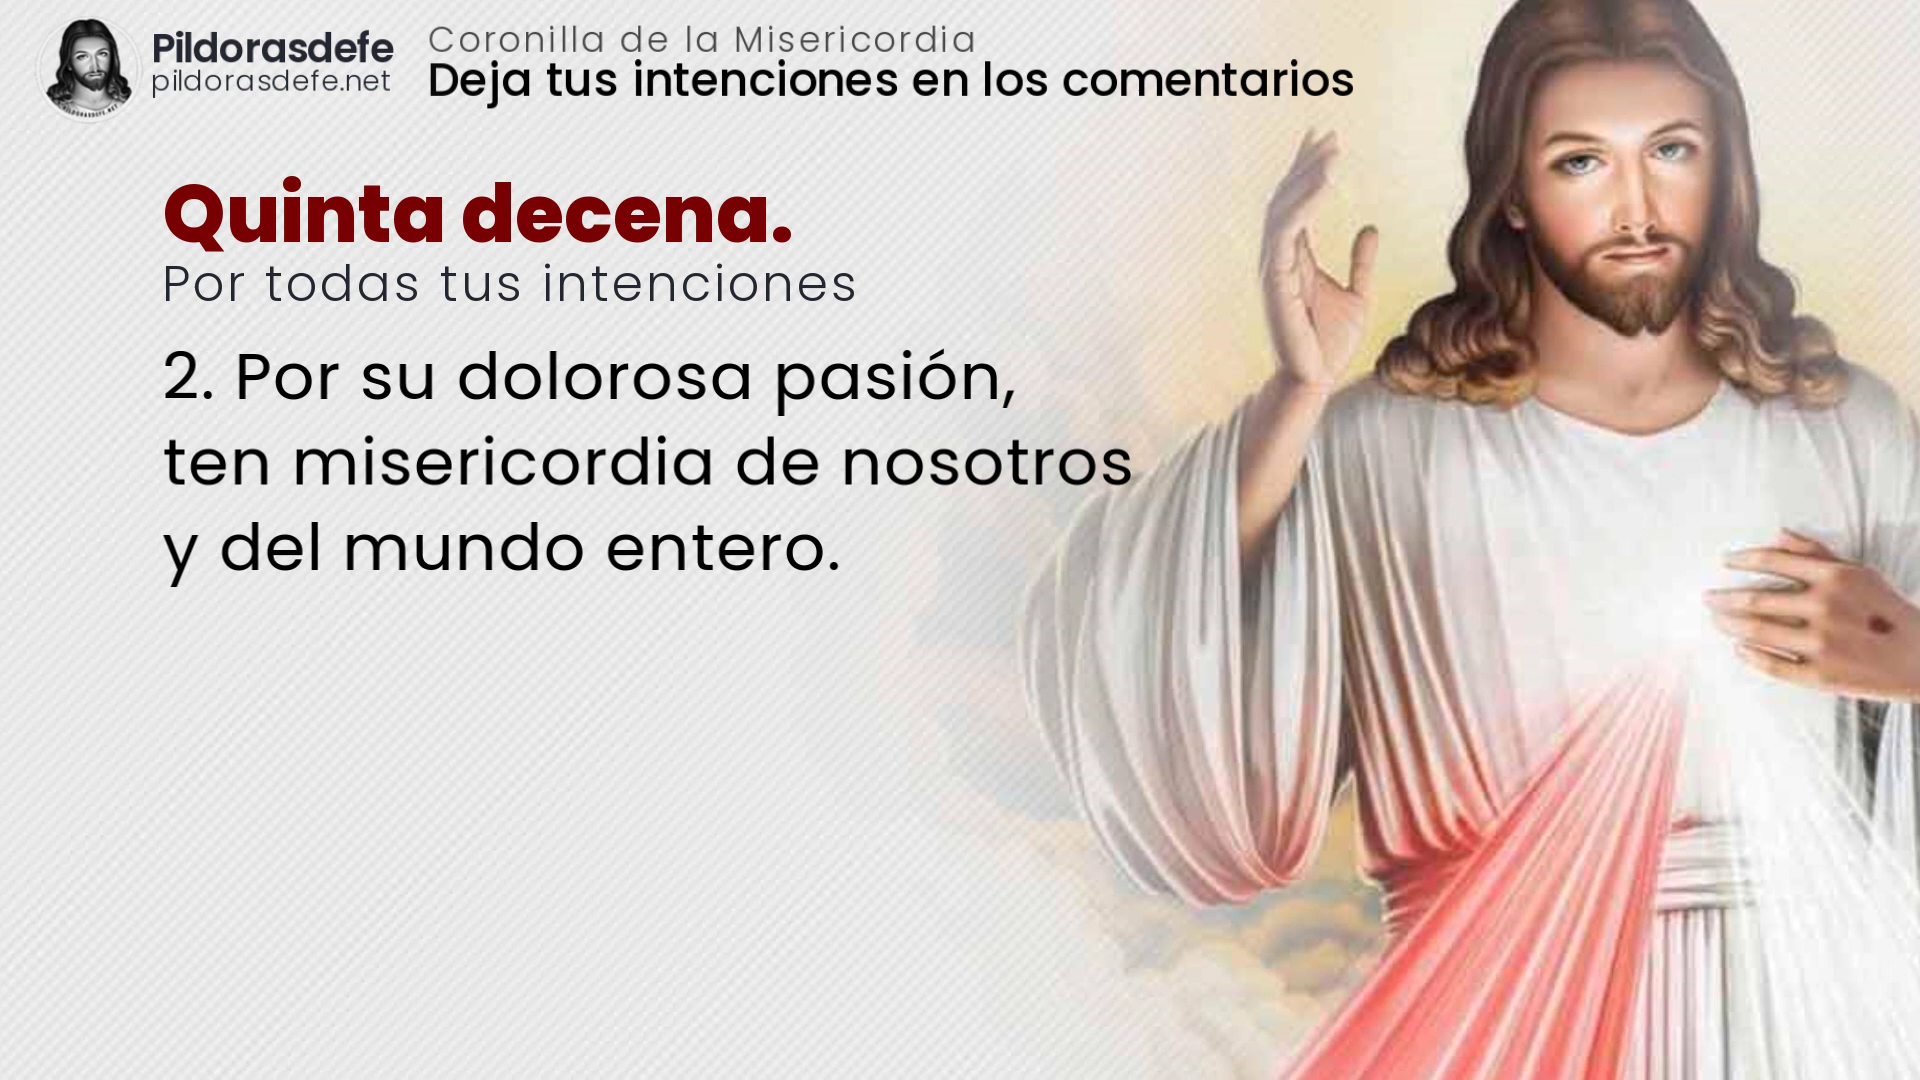 Pildorasdefe
pildorasdefe.net
Coronilla de la Misericordia
Deja tus intenciones en los comentarios
Quinta decena.
Por todas tus intenciones
2. Por su dolorosa pasión,
ten misericordia de nosotros
y del mundo entero.